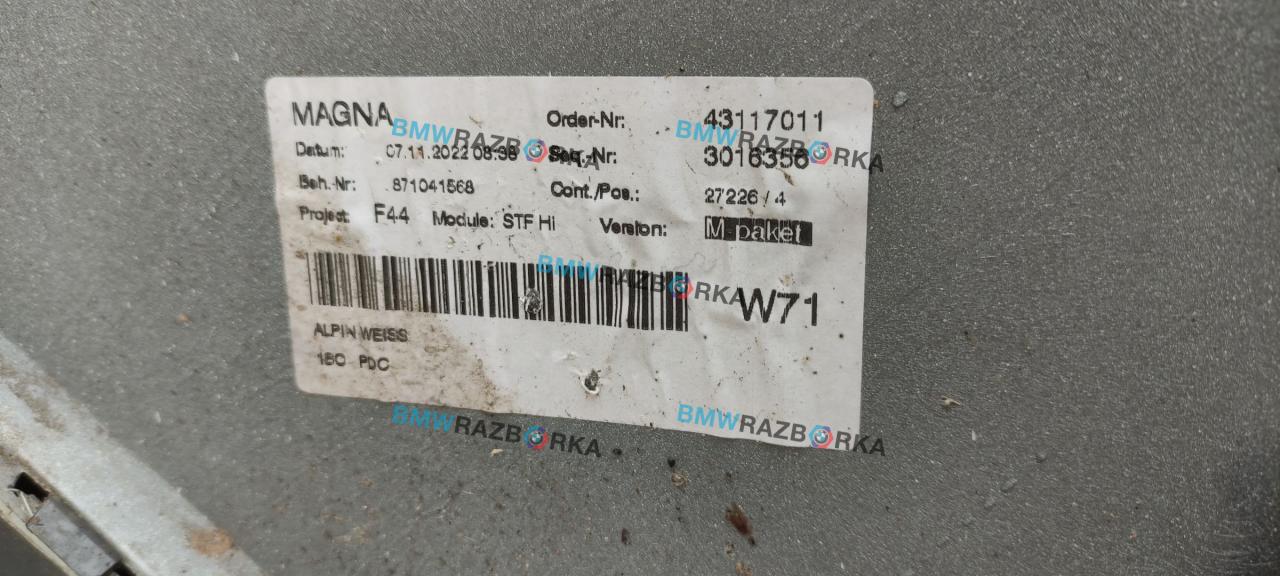 MAGNA Order-Nr: 43117011
Datum: 07.11.2022 08:38 Seq.-Nr: 3016356
Beh.-Nr: 871041568 Cont./Pos.: 27226 / 4
Project: F44 Module: STF Hi Version: M-paket
W71
ALPIN WEISS
PDC
BMWRAZBORKA
BMWRAZBORKA
BMWRAZBORKA
BMWRAZBORKA
BMWRAZBORKA